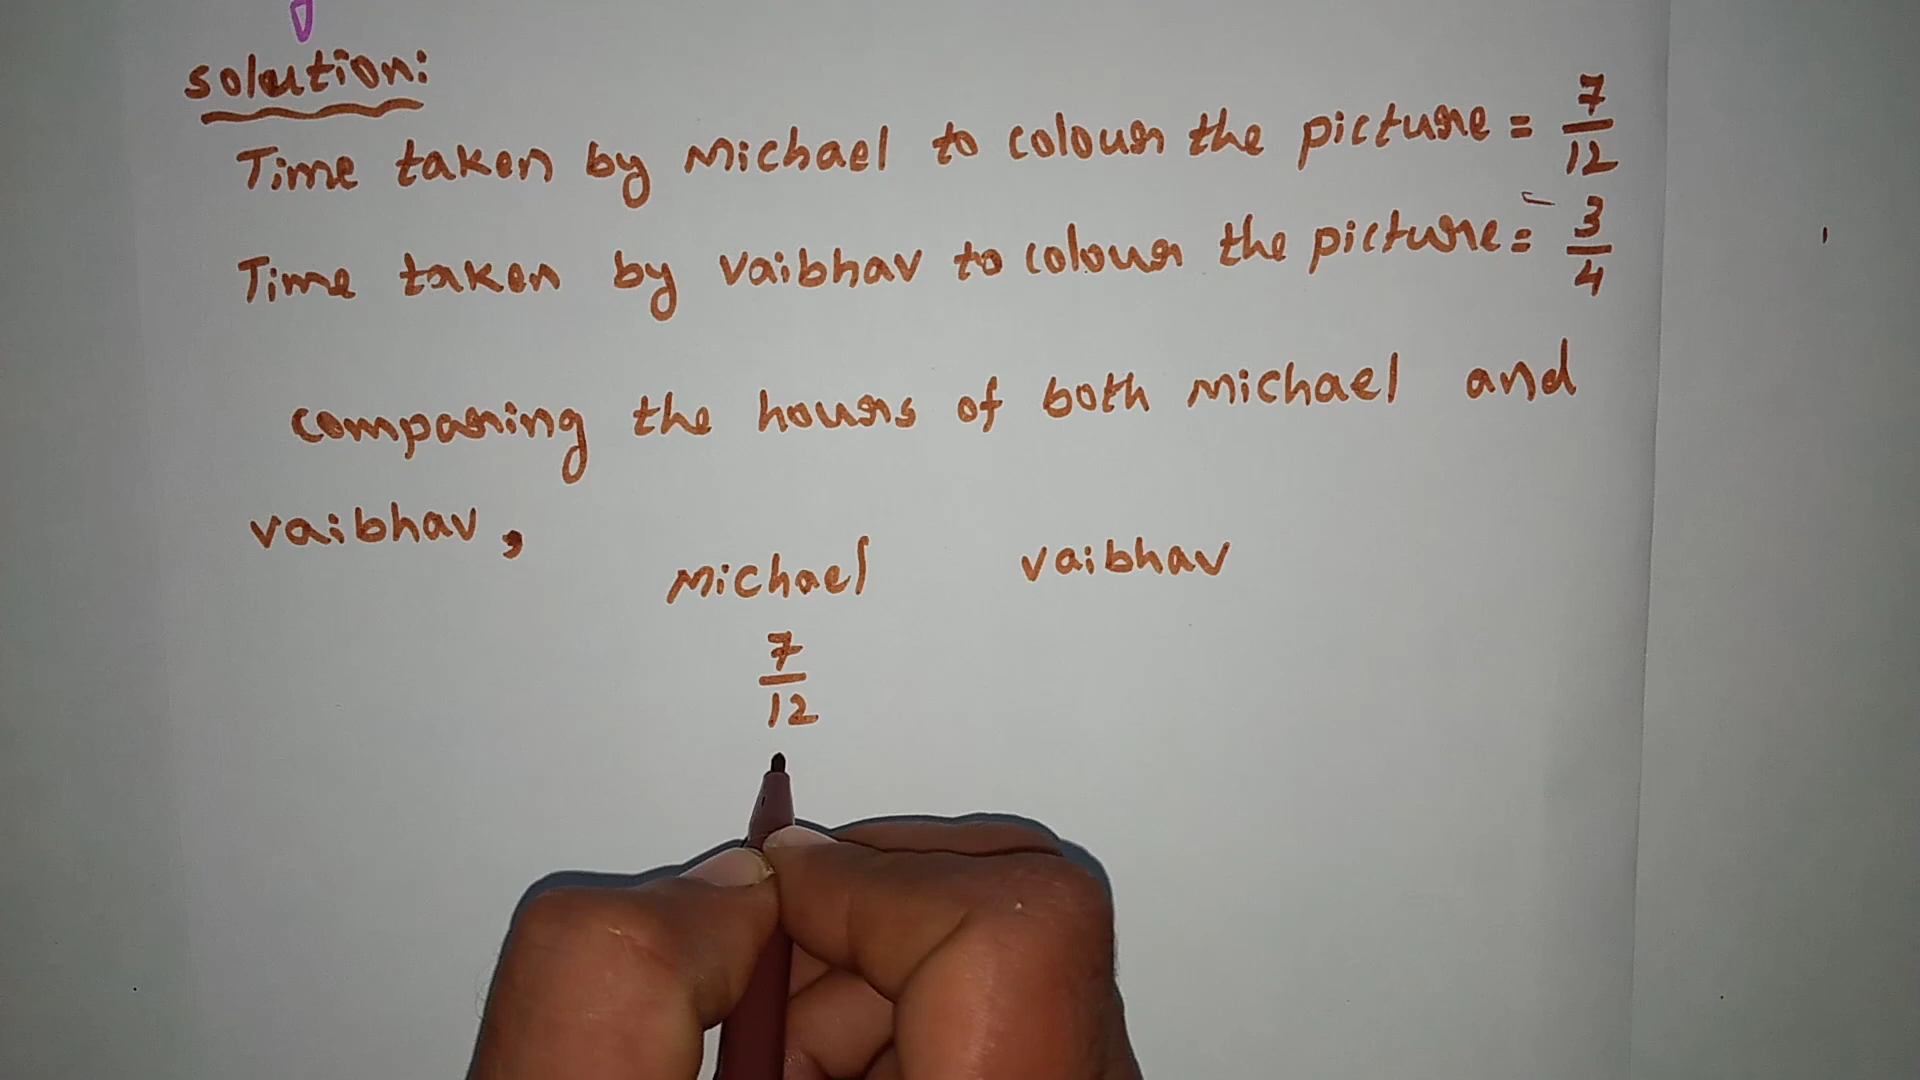 Solution:
Time taken by Michael to colour the picture = 7/12
Time taken by Vaibhav to colour the picture = 3/4
comparing the hours of both Michael and
vaibhav,
Michael vaibhav
7/12